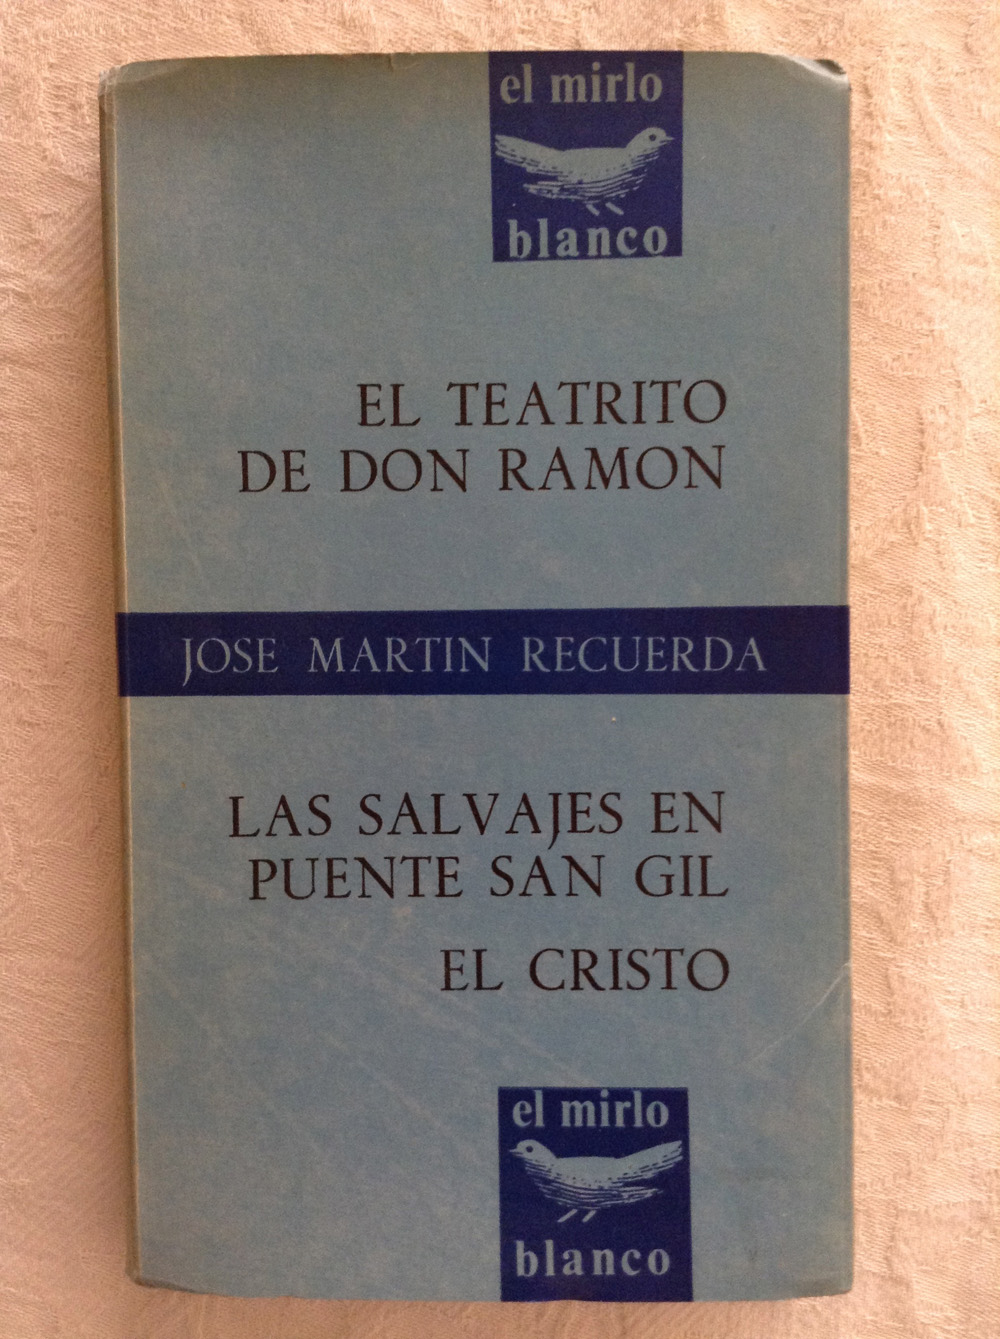 el mirlo
blanco
EL TEATRITO
DE DON RAMON
JOSE MARTIN RECUERDA
LAS SALVAJES EN
PUENTE SAN GIL
EL CRISTO
el mirlo
blanco